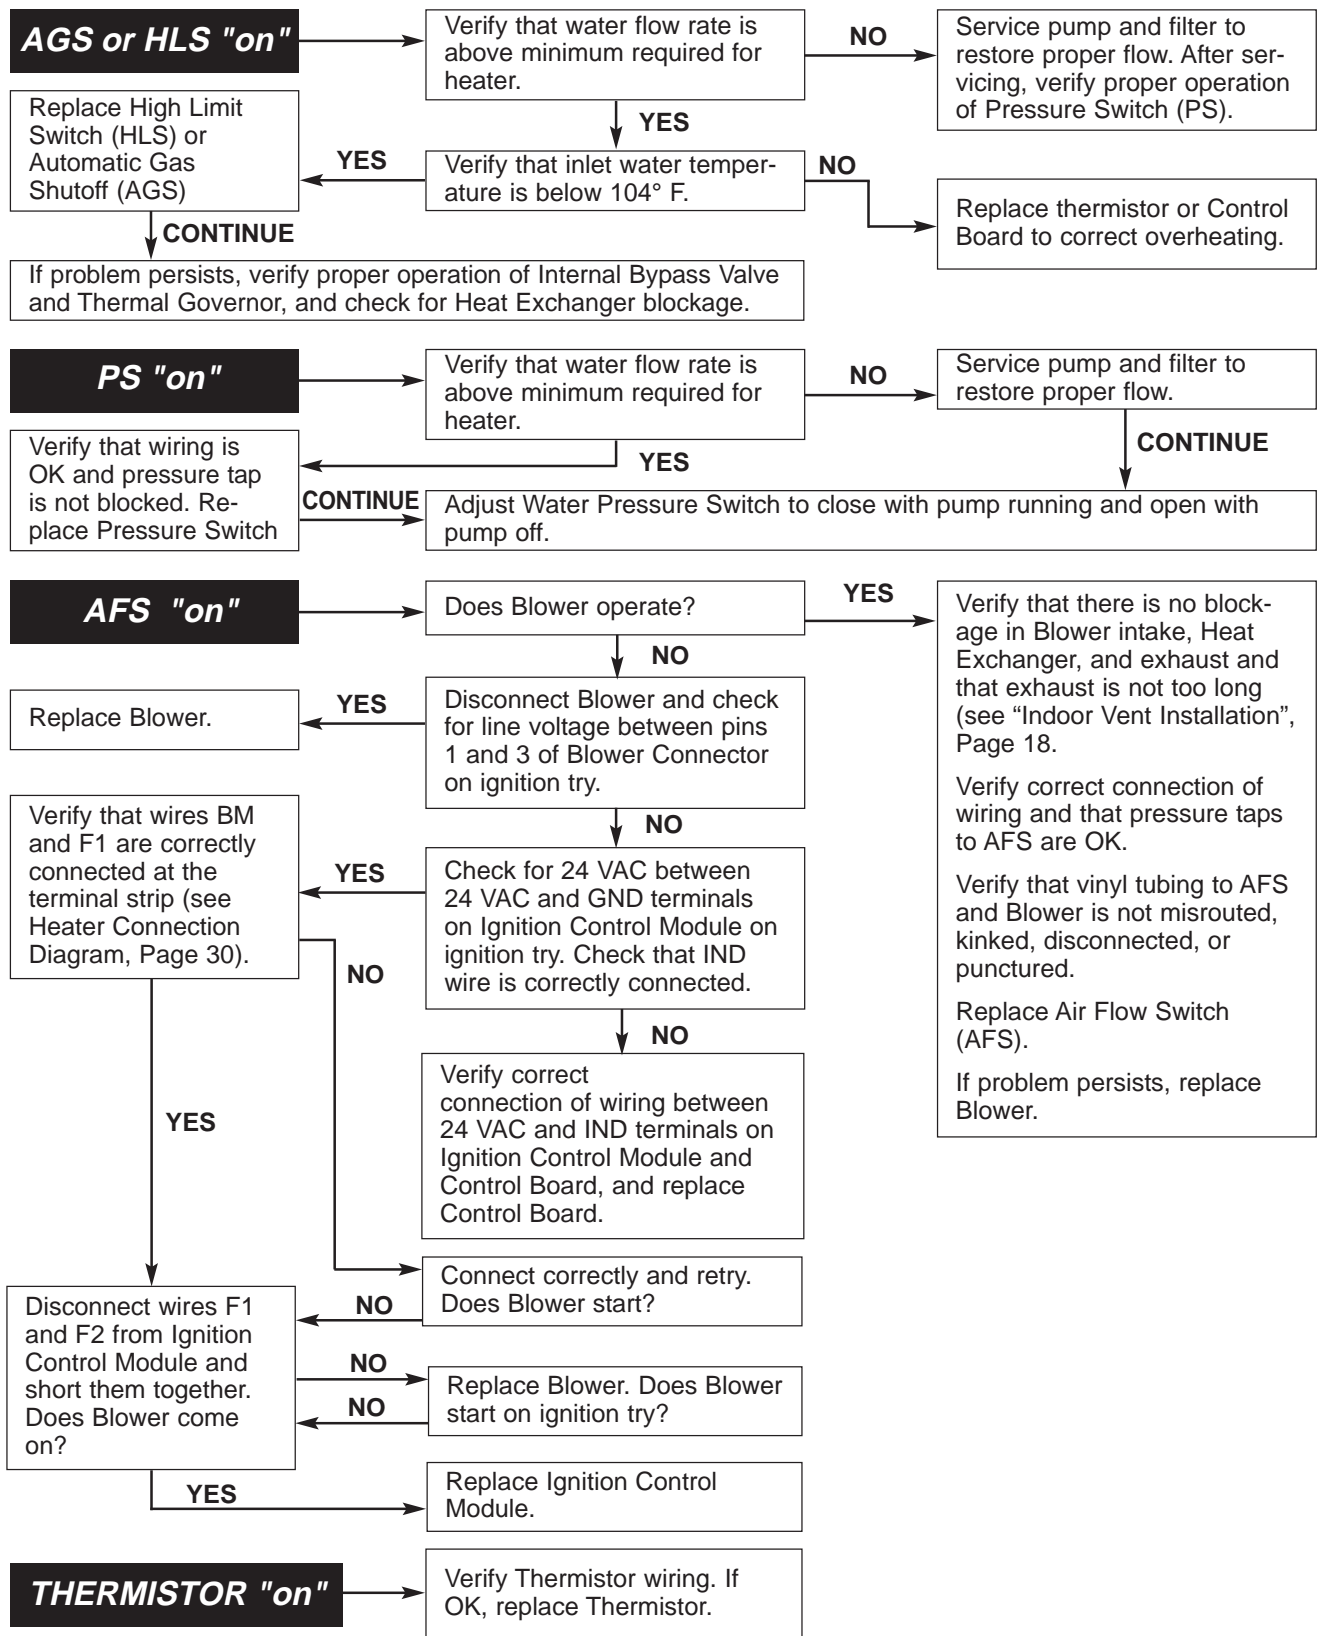 AGS or HLS "on"
Verify that water flow rate is
above minimum required for
heater.
NO
Service pump and filter to
restore proper flow. After ser-
vicing, verify proper operation
of Pressure Switch (PS).
YES
Replace High Limit
Switch (HLS) or
Automatic Gas
Shutoff (AGS)
YES
Verify that inlet water temper-
ature is below 104° F.
NO
Replace thermistor or Control
Board to correct overheating.
CONTINUE
If problem persists, verify proper operation of Internal Bypass Valve
and Thermal Governor, and check for Heat Exchanger blockage.
PS "on"
Verify that water flow rate is
above minimum required for
heater.
NO
Service pump and filter to
restore proper flow.
CONTINUE
YES
Verify that wiring is
OK and pressure tap
is not blocked. Re-
place Pressure Switch
CONTINUE
Adjust Water Pressure Switch to close with pump running and open with
pump off.
AFS "on"
Does Blower operate?
YES
Verify that there is no block-
age in Blower intake, Heat
Exchanger, and exhaust and
that exhaust is not too long
(see “Indoor Vent Installation”,
Page 18.
Verify correct connection of
wiring and that pressure taps
to AFS are OK.
Verify that vinyl tubing to AFS
and Blower is not misrouted,
kinked, disconnected, or
punctured.
Replace Air Flow Switch
(AFS).
If problem persists, replace
Blower.
NO
Replace Blower.
YES
Disconnect Blower and check
for line voltage between pins
1 and 3 of Blower Connector
on ignition try.
NO
Verify that wires BM
and F1 are correctly
connected at the
terminal strip (see
Heater Connection
Diagram, Page 30).
YES
Check for 24 VAC between
24 VAC and GND terminals
on Ignition Control Module on
ignition try. Check that IND
wire is correctly connected.
NO
NO
Verify correct
connection of wiring between
24 VAC and IND terminals on
Ignition Control Module and
Control Board, and replace
Control Board.
YES
Connect correctly and retry.
Does Blower start?
NO
Disconnect wires F1
and F2 from Ignition
Control Module and
short them together.
Does Blower come
on?
NO
Replace Blower. Does Blower
start on ignition try?
NO
YES
Replace Ignition Control
Module.
THERMISTOR "on"
Verify Thermistor wiring. If
OK, replace Thermistor.